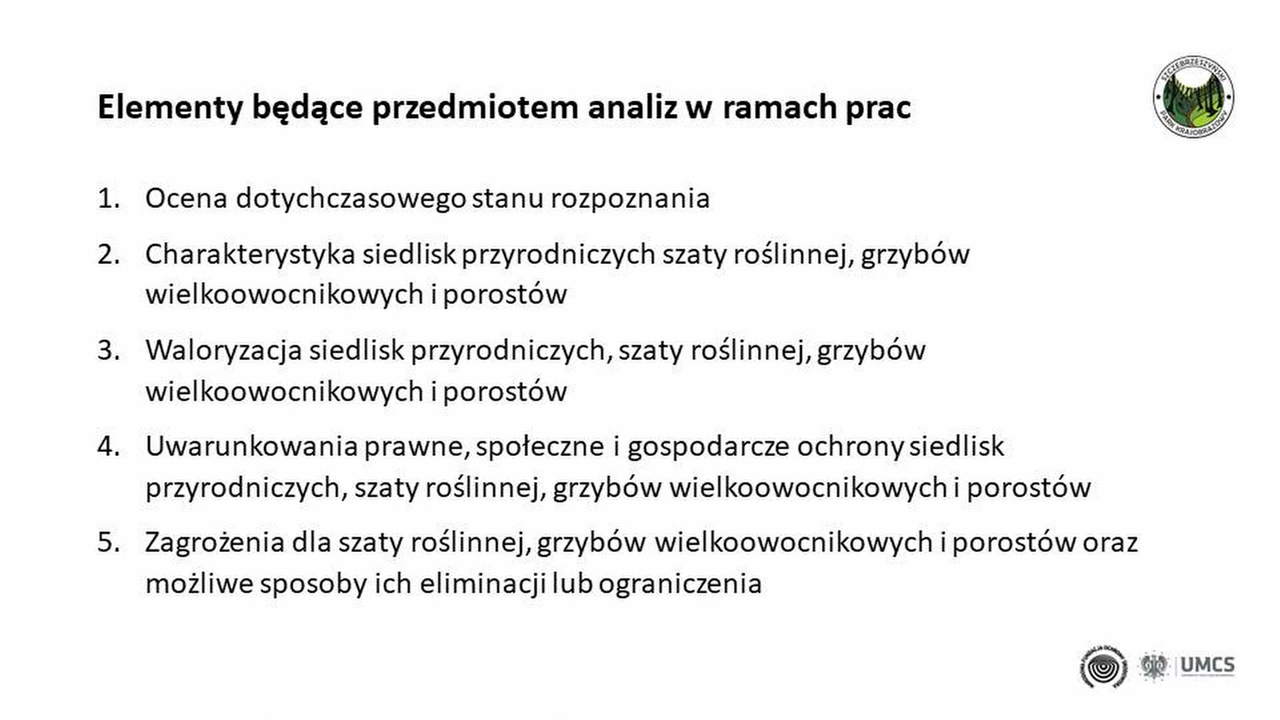 Elementy będące przedmiotem analiz w ramach prac
SZCZEBRZESZYŃSKI
PARK KRAJOBRAZOWY
1. Ocena dotychczasowego stanu rozpoznania
2. Charakterystyka siedlisk przyrodniczych szaty roślinnej, grzybów
wielkoowocnikowych i porostów
3. Waloryzacja siedlisk przyrodniczych, szaty roślinnej, grzybów
wielkoowocnikowych i porostów
4. Uwarunkowania prawne, społeczne i gospodarcze ochrony siedlisk
przyrodniczych, szaty roślinnej, grzybów wielkoowocnikowych i porostów
5. Zagrożenia dla szaty roślinnej, grzybów wielkoowocnikowych i porostów oraz
możliwe sposoby ich eliminacji lub ograniczenia
UMCS